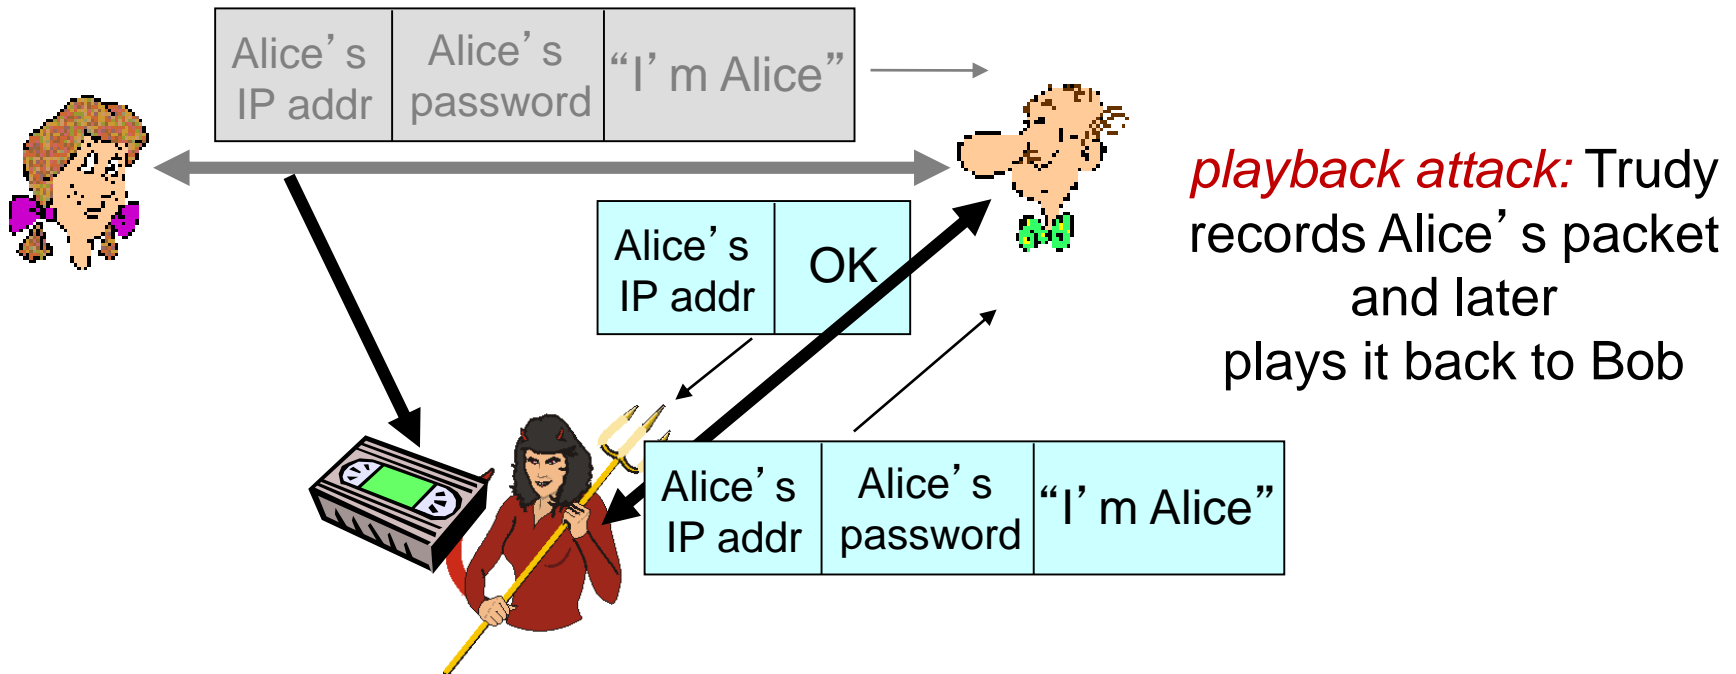 Alice’s
IP addr
Alice’s
password
“I’m Alice”
playback attack: Trudy
records Alice’s packet
and later
plays it back to Bob
Alice’s
IP addr
OK
Alice’s
IP addr
Alice’s
password
“I’m Alice”